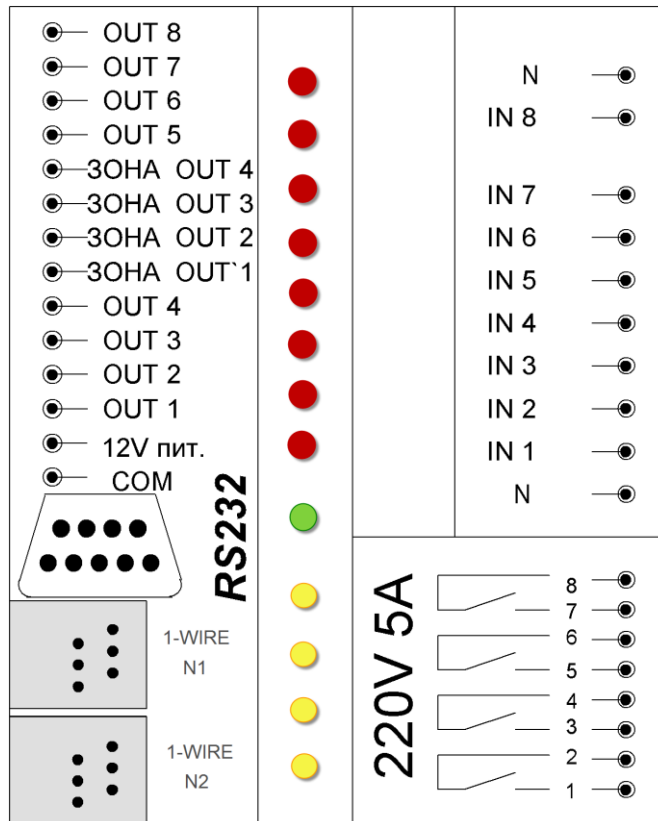 OUT 8
OUT 7
OUT 6
OUT 5
ЗОНА OUT 4
ЗОНА OUT 3
ЗОНА OUT 2
ЗОНА OUT`1
OUT 4
OUT 3
OUT 2
OUT 1
12V пит.
COM
RS232
1-WIRE
N1
1-WIRE
N2
N
IN 8
IN 7
IN 6
IN 5
IN 4
IN 3
IN 2
IN 1
N
220V 5A
8
7
6
5
4
3
2
1